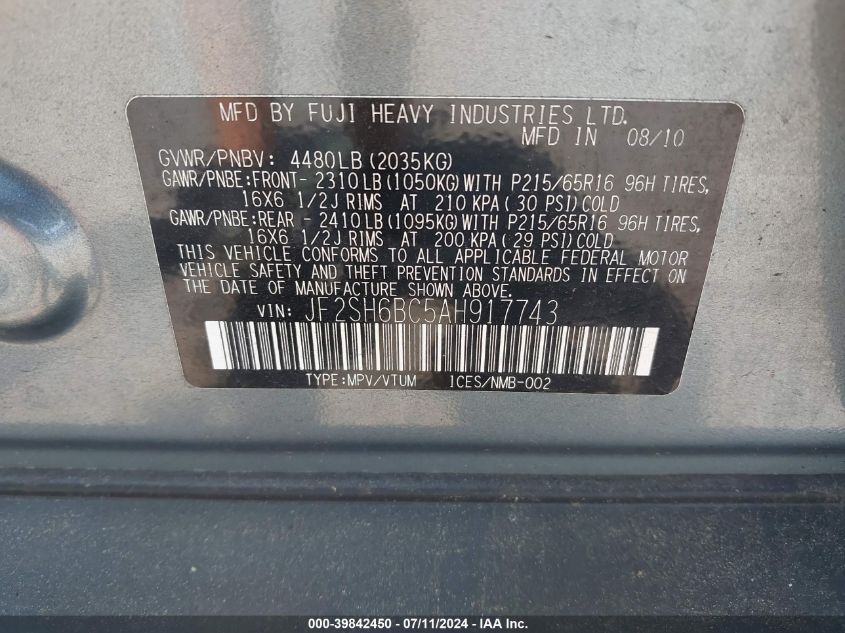 MFD BY FUJI HEAVY INDUSTRIES LTD.
MFD IN 08/10
GVWR/PNBV: 4480LB (2035KG)
GAWR/PNBE:FRONT- 2310LB (1050KG) WITH P215/65R16 96H TIRES,
16X6 1/2J RIMS AT 210 KPA ( 30 PSI) COLD
GAWR/PNBE:REAR - 2410LB (1095KG) WITH P215/65R16 96H TIRES,
16X6 1/2J RIMS AT 200 KPA ( 29 PSI) COLD
THIS VEHICLE CONFORMS TO ALL APPLICABLE FEDERAL MOTOR
VEHICLE SAFETY AND THEFT PREVENTION STANDARDS IN EFFECT ON
THE DATE OF MANUFACTURE SHOWN ABOVE.
VIN: JF2SH6BC5AH917743
TYPE:MPV/VTUM ICES/NMB-002
000-39842450 - 07/11/2024 - IAA Inc.